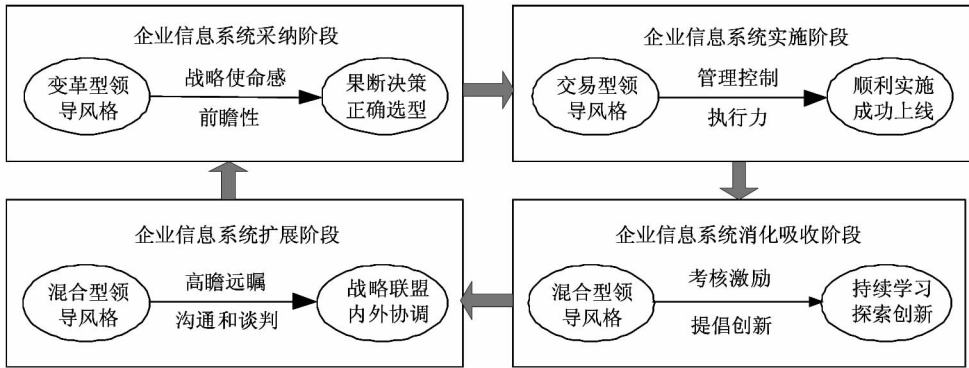 企业信息系统采纳阶段
变革型领
导风格
战略使命感
前瞻性
果断决策
正确选型
企业信息系统实施阶段
交易型领
导风格
管理控制
执行力
顺利实施
成功上线
企业信息系统扩展阶段
混合型领
导风格
高瞻远瞩
沟通和谈判
战略联盟
内外协调
企业信息系统消化吸收阶段
混合型领
导风格
考核激励
提倡创新
持续学习
探索创新